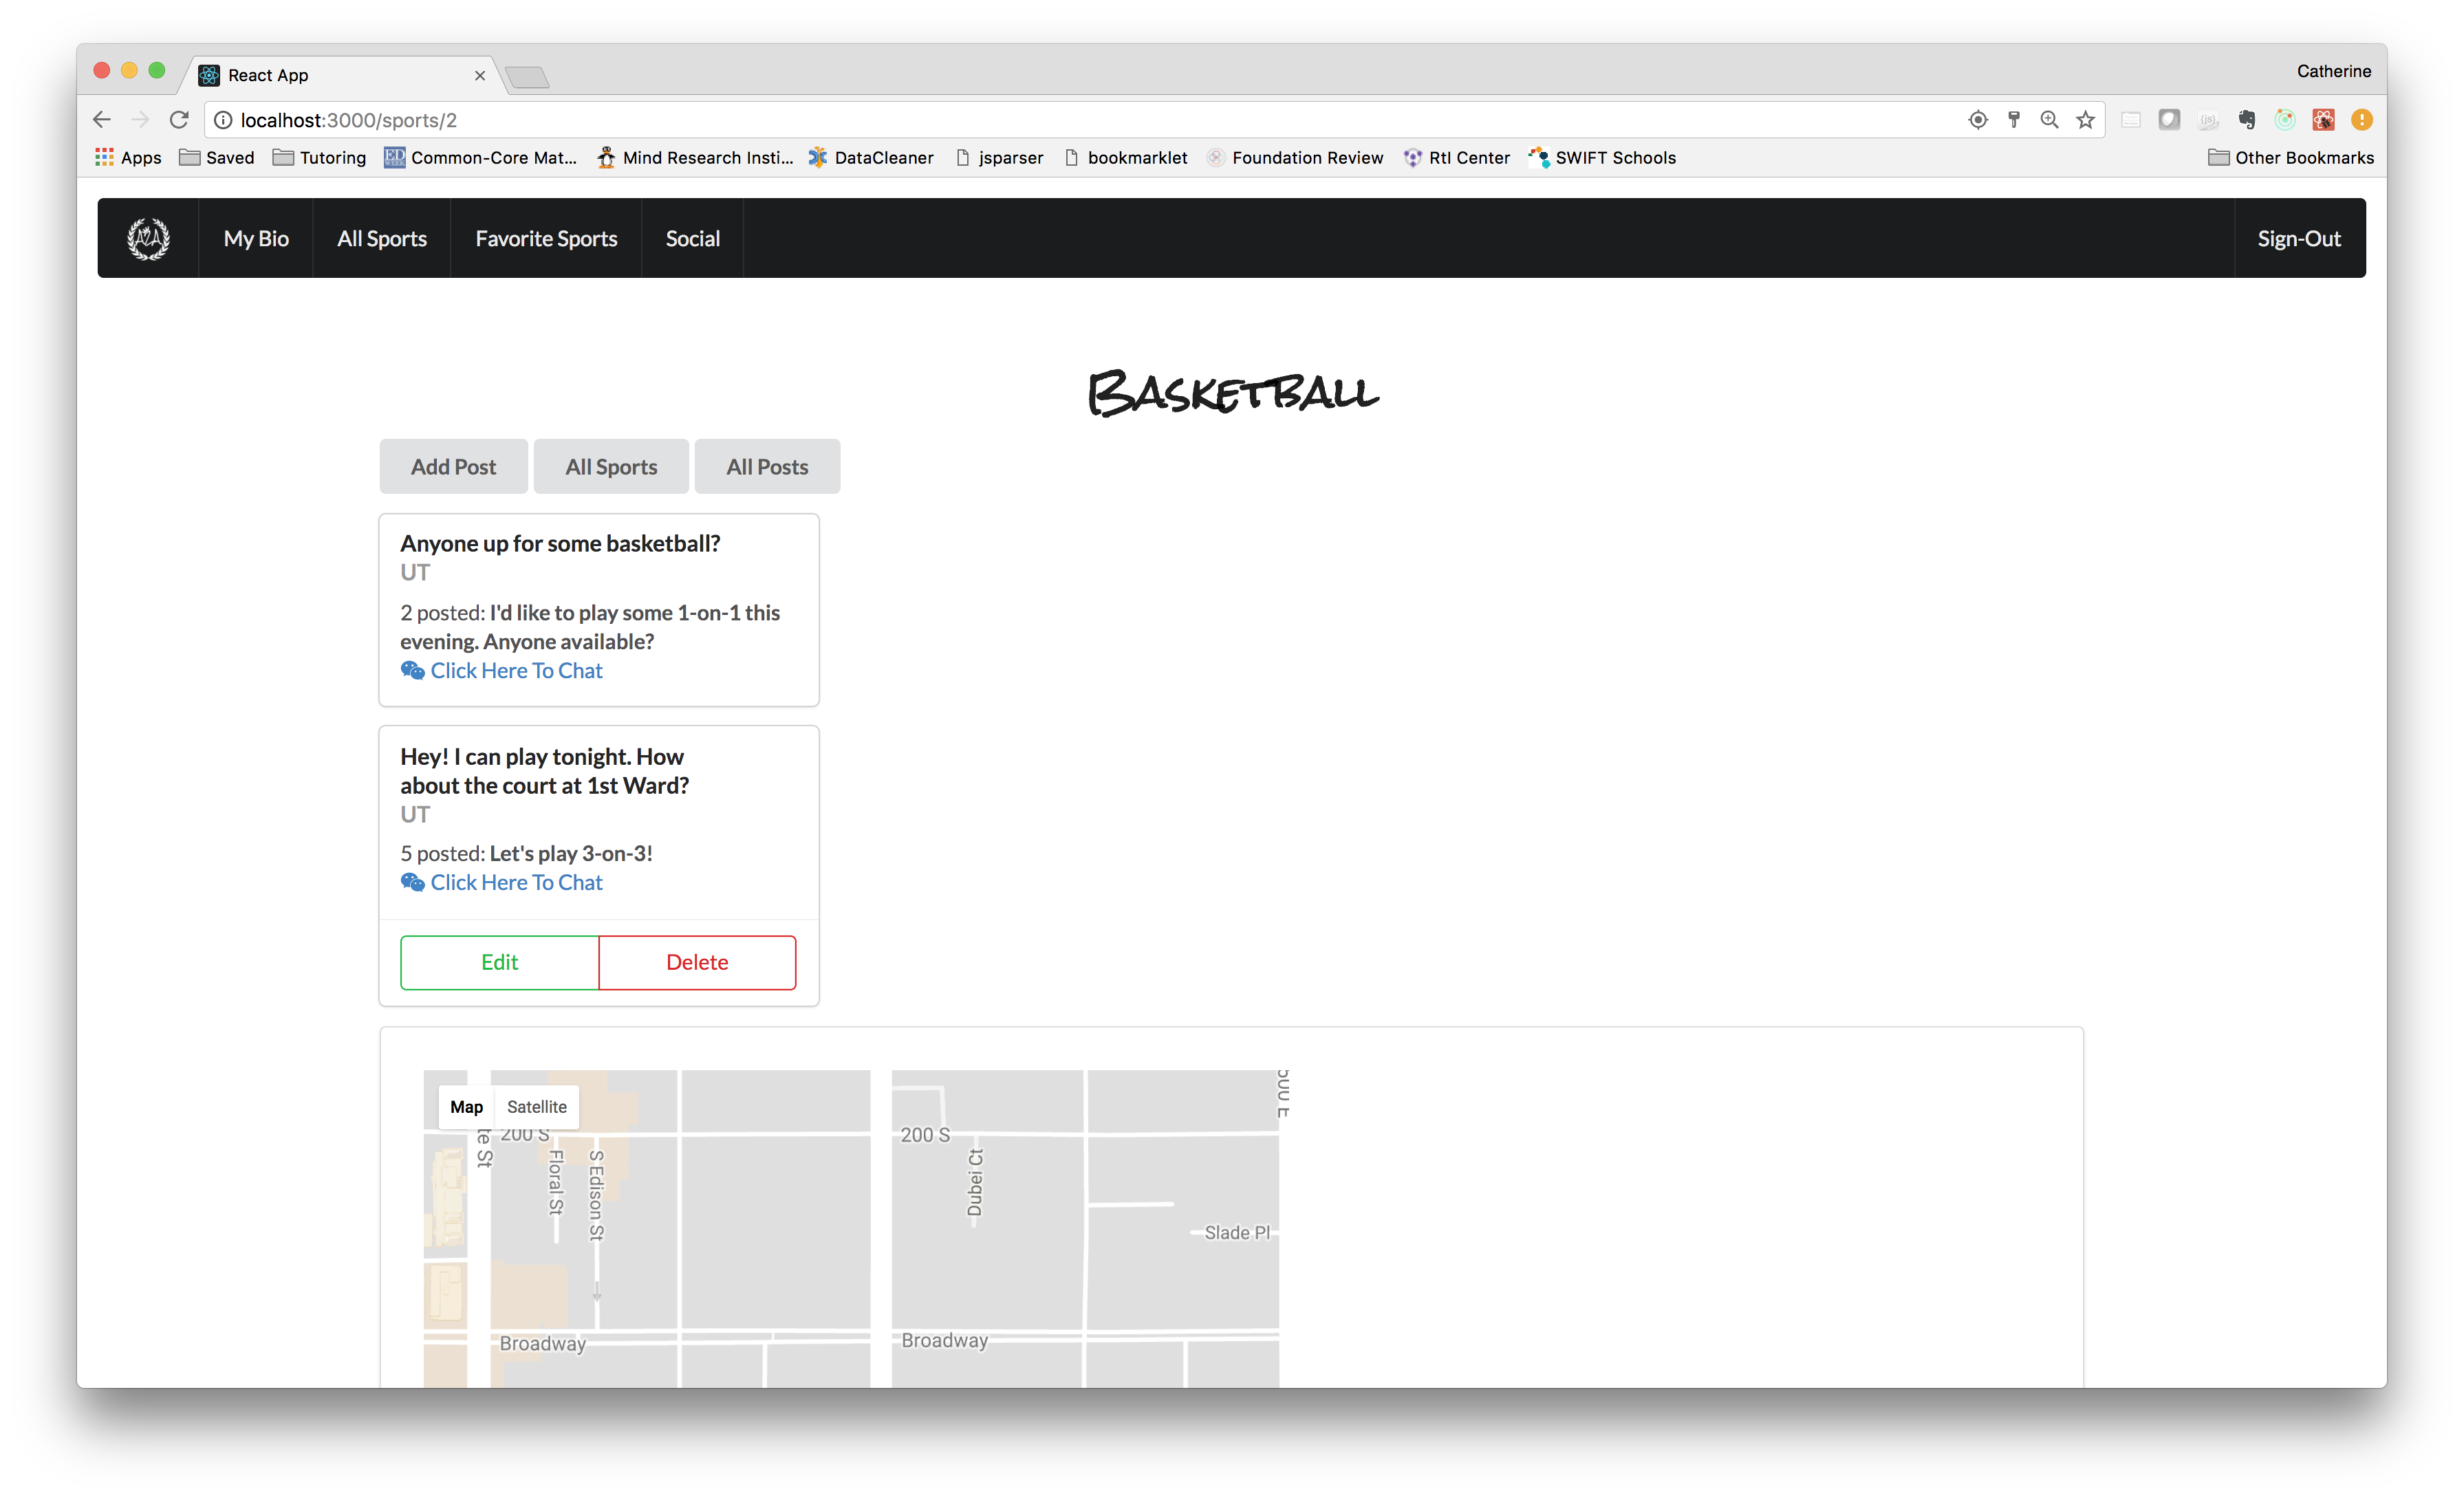 React App
Catherine
localhost:3000/sports/2
Apps Saved Tutoring Common-Core Mat... Mind Research Insti... DataCleaner jsparser bookmarklet Foundation Review RtI Center SWIFT Schools Other Bookmarks
A2A My Bio All Sports Favorite Sports Social Sign-Out
Basketball
Add Post All Sports All Posts
Anyone up for some basketball?
UT
2 posted: I'd like to play some 1-on-1 this
evening. Anyone available?
Click Here To Chat
Hey! I can play tonight. How
about the court at 1st Ward?
UT
5 posted: Let's play 3-on-3!
Click Here To Chat
Edit Delete
Map Satellite
te St
200 S
Floral St
S Edison St
200 S
Dubei Ct
Slade Pl
Broadway
Broadway